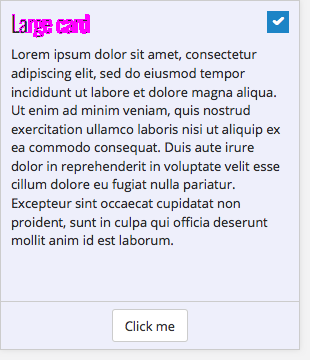 Large card
Lorem ipsum dolor sit amet, consectetur
adipiscing elit, sed do eiusmod tempor
incididunt ut labore et dolore magna aliqua.
Ut enim ad minim veniam, quis nostrud
exercitation ullamco laboris nisi ut aliquip ex
ea commodo consequat. Duis aute irure
dolor in reprehenderit in voluptate velit esse
cillum dolore eu fugiat nulla pariatur.
Excepteur sint occaecat cupidatat non
proident, sunt in culpa qui officia deserunt
mollit anim id est laborum.
Click me